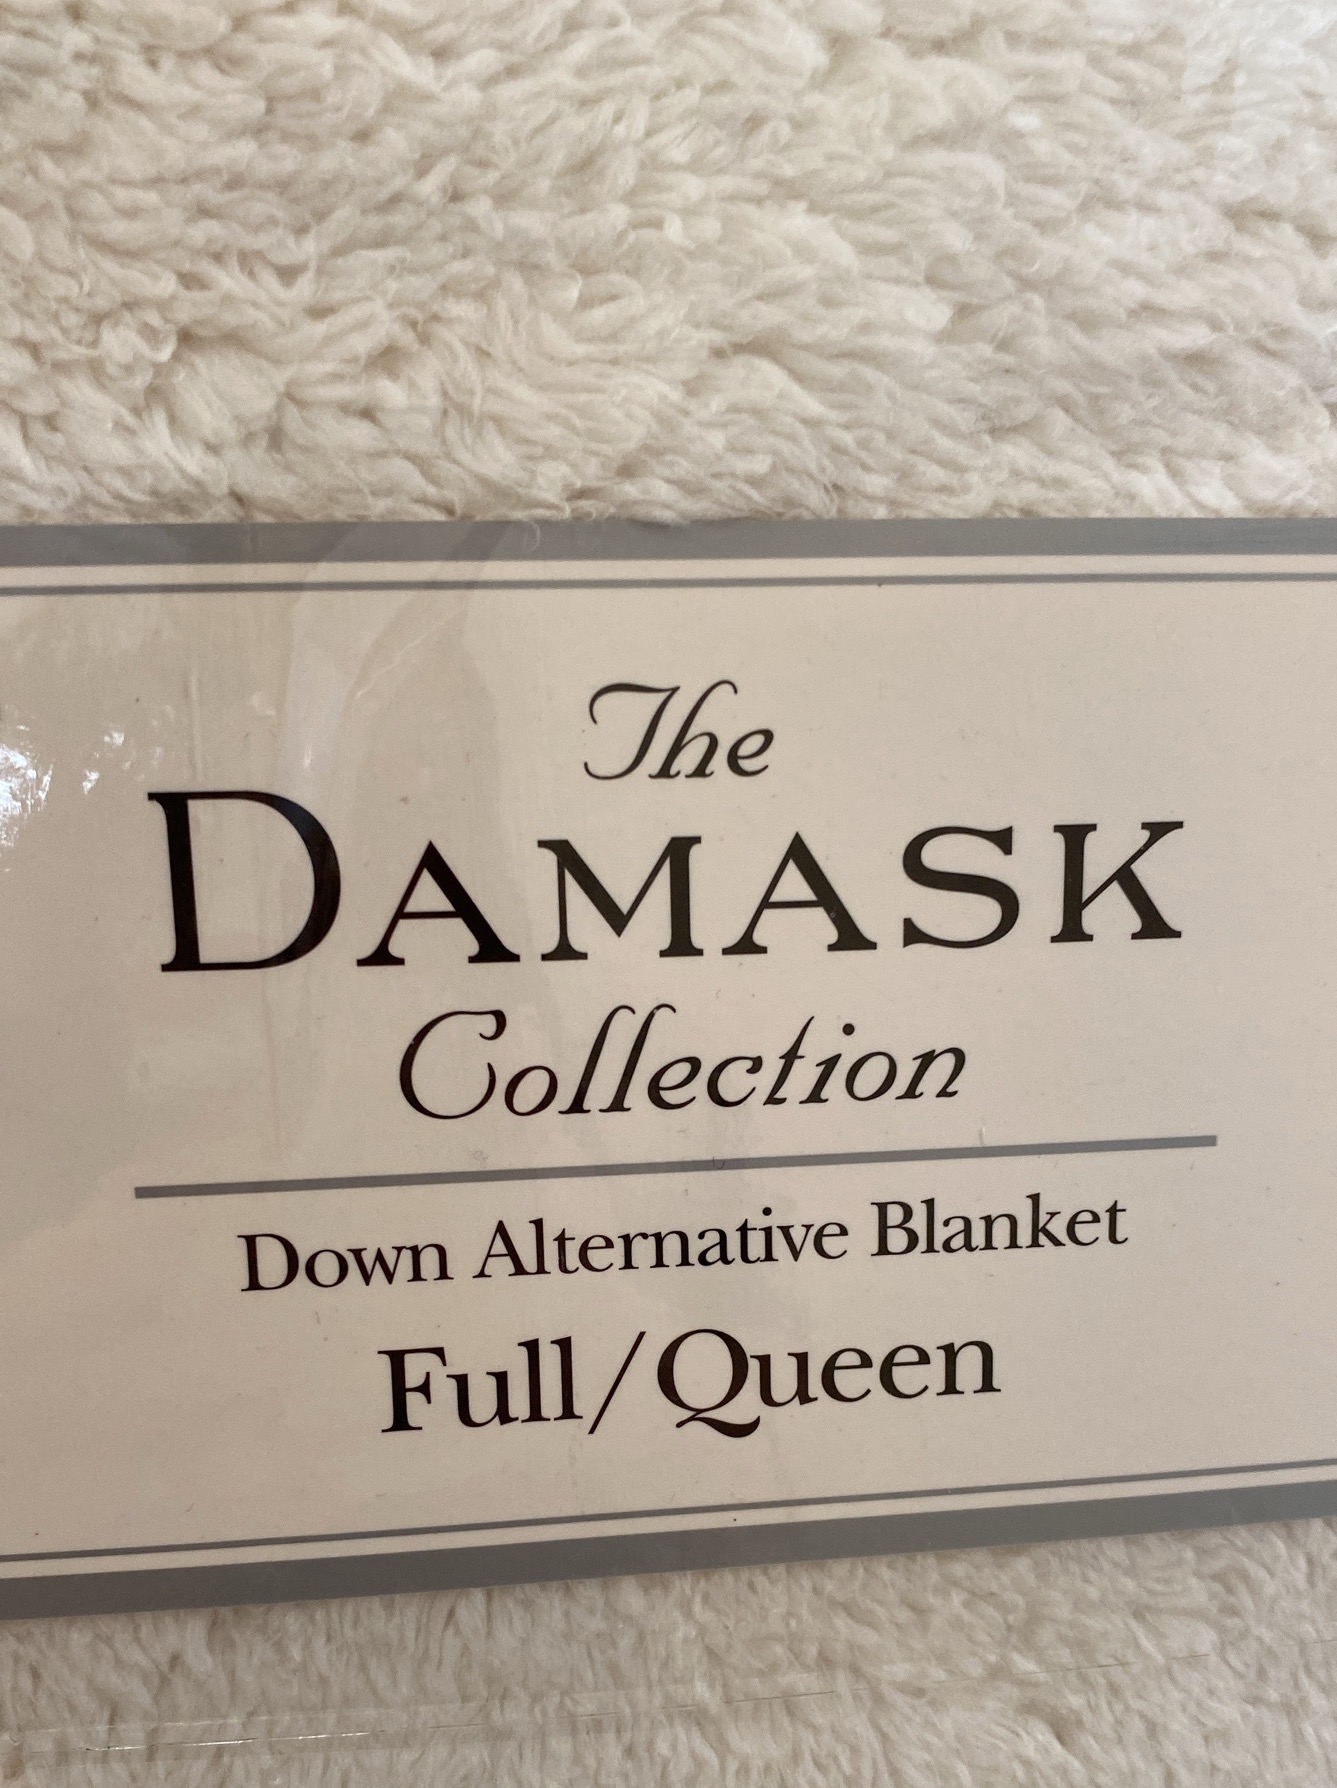 The
DAMASK
Collection
Down Alternative Blanket
Full/Queen